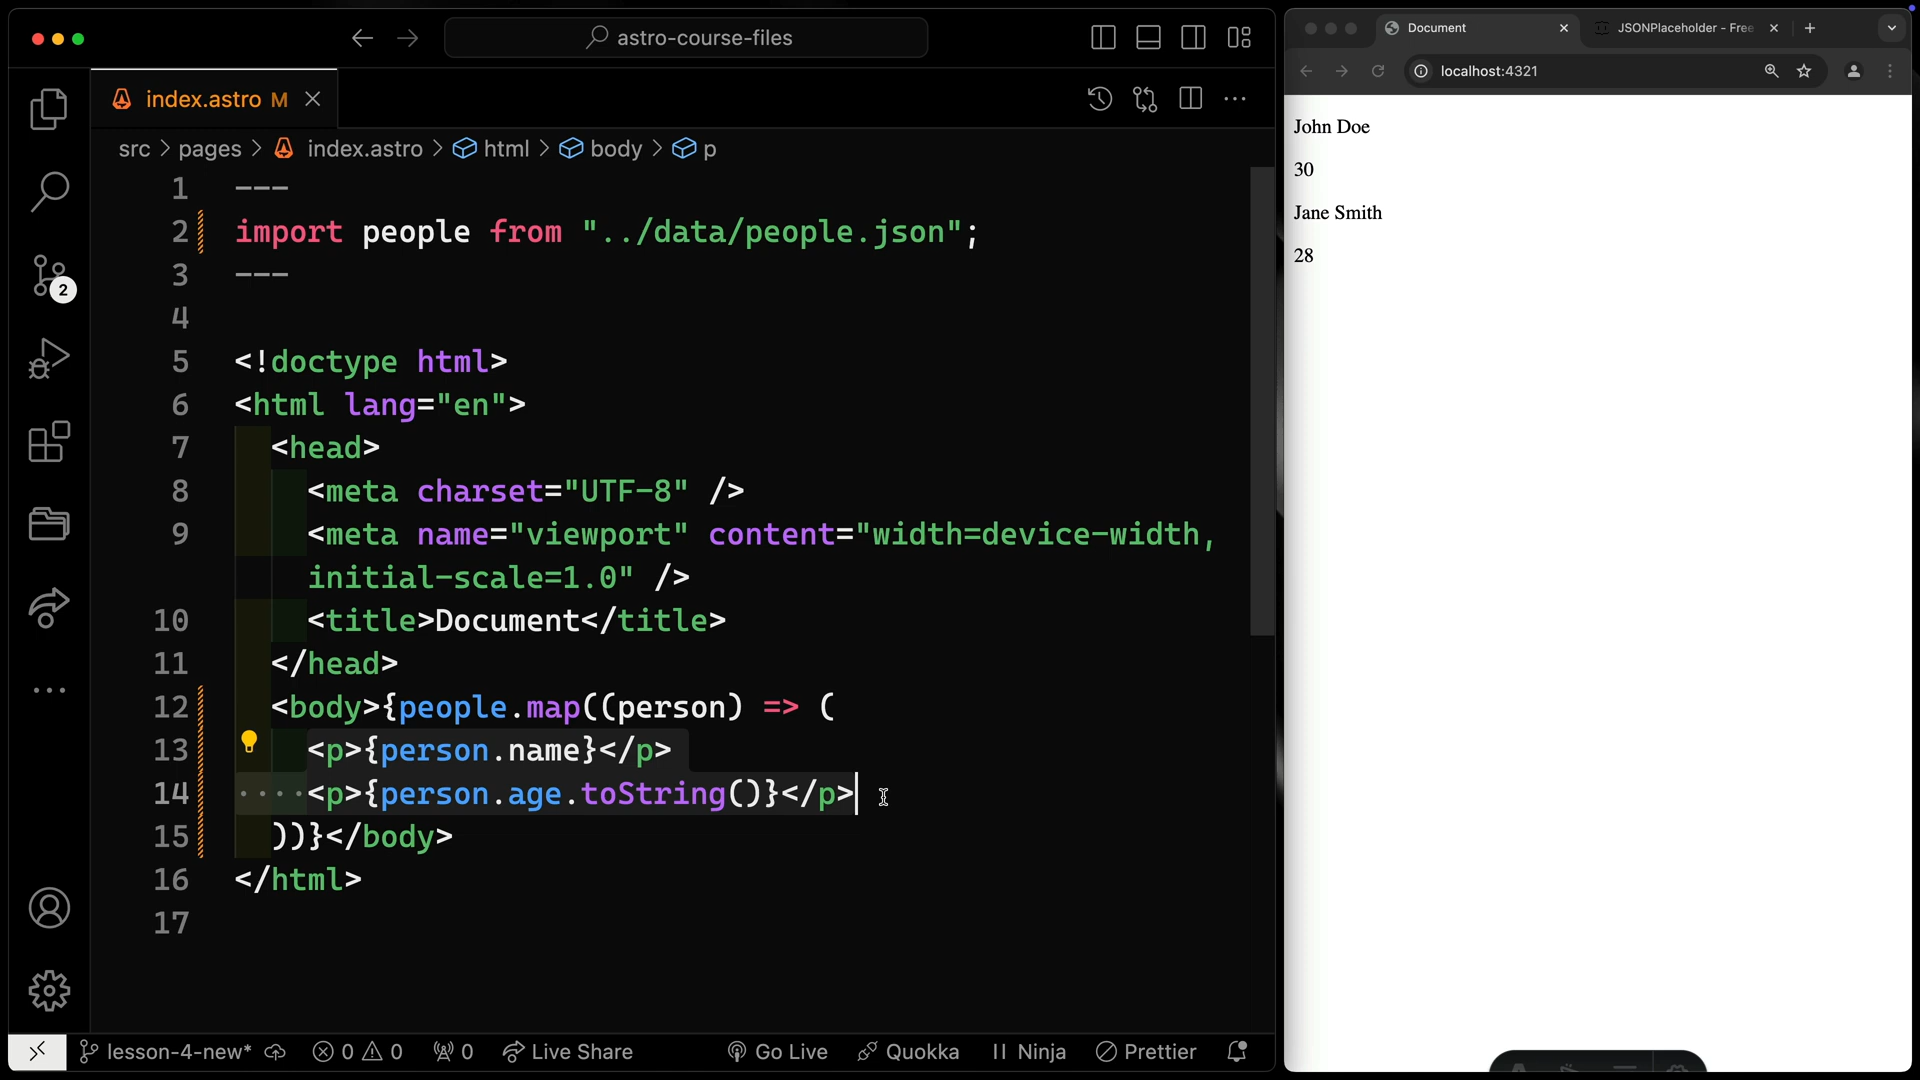 astro-course-files
index.astro M
src > pages > index.astro > html > body > p
1 ---
2 import people from "../data/people.json";
3 ---
4
5 <!doctype html>
6 <html lang="en">
7 <head>
8 <meta charset="UTF-8" />
9 <meta name="viewport" content="width=device-width,
initial-scale=1.0" />
10 <title>Document</title>
11 </head>
12 <body>{people.map((person) => (
13 <p>{person.name}</p>
14 ····<p>{person.age.toString()}</p>
15 ))}</body>
16 </html>
17
2
lesson-4-new* 0 0 0 Live Share Go Live Quokka Ninja Prettier
Document JSONPlaceholder - Free
localhost:4321
John Doe
30
Jane Smith
28